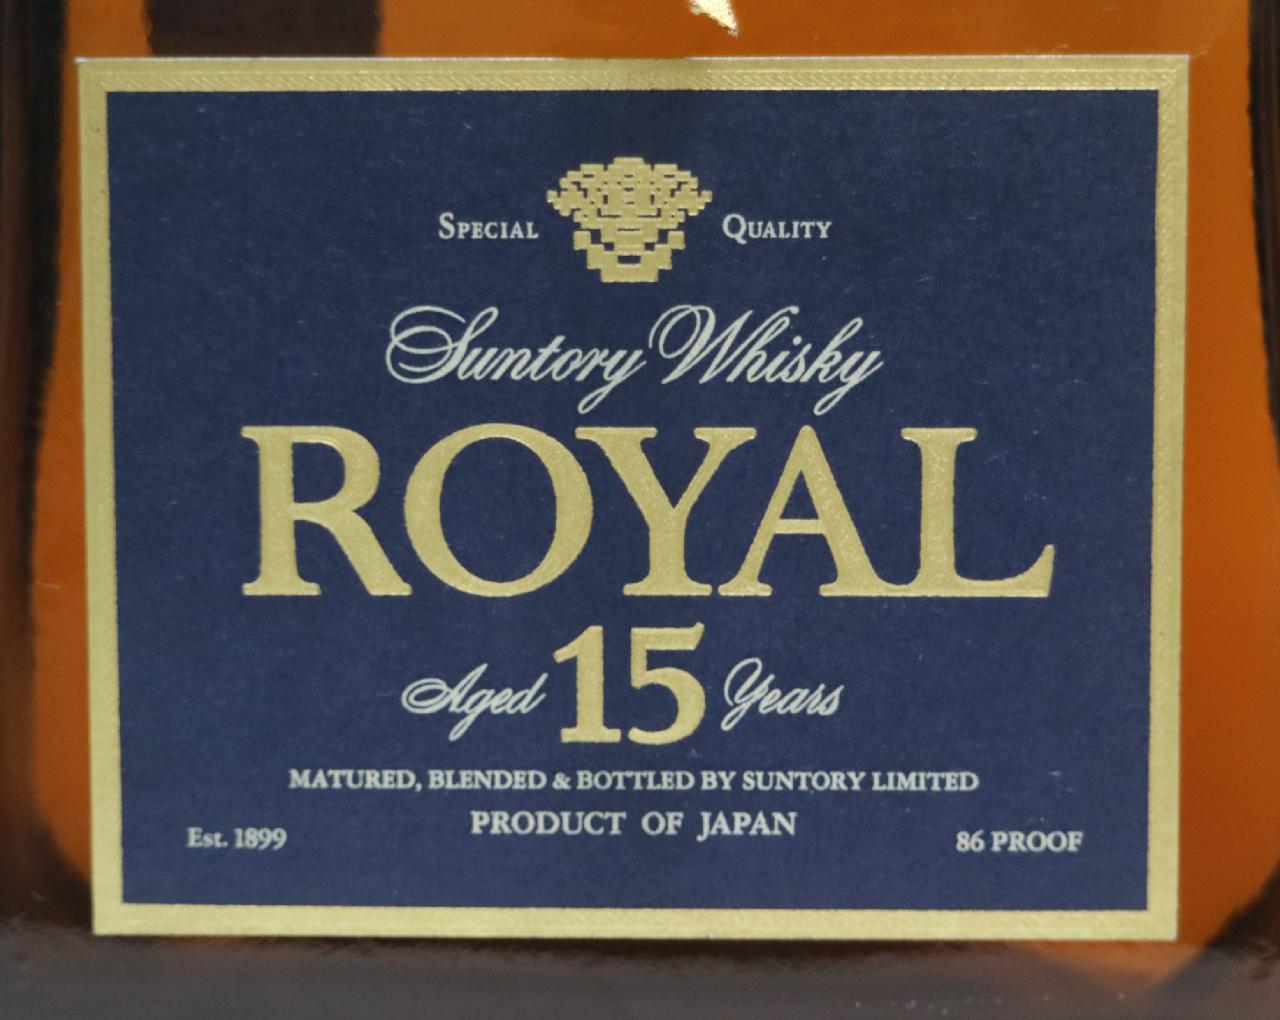 SPECIAL QUALITY
Suntory Whisky
ROYAL
Aged 15 Years
MATURED, BLENDED & BOTTLED BY SUNTORY LIMITED
PRODUCT OF JAPAN
Est. 1899
86 PROOF